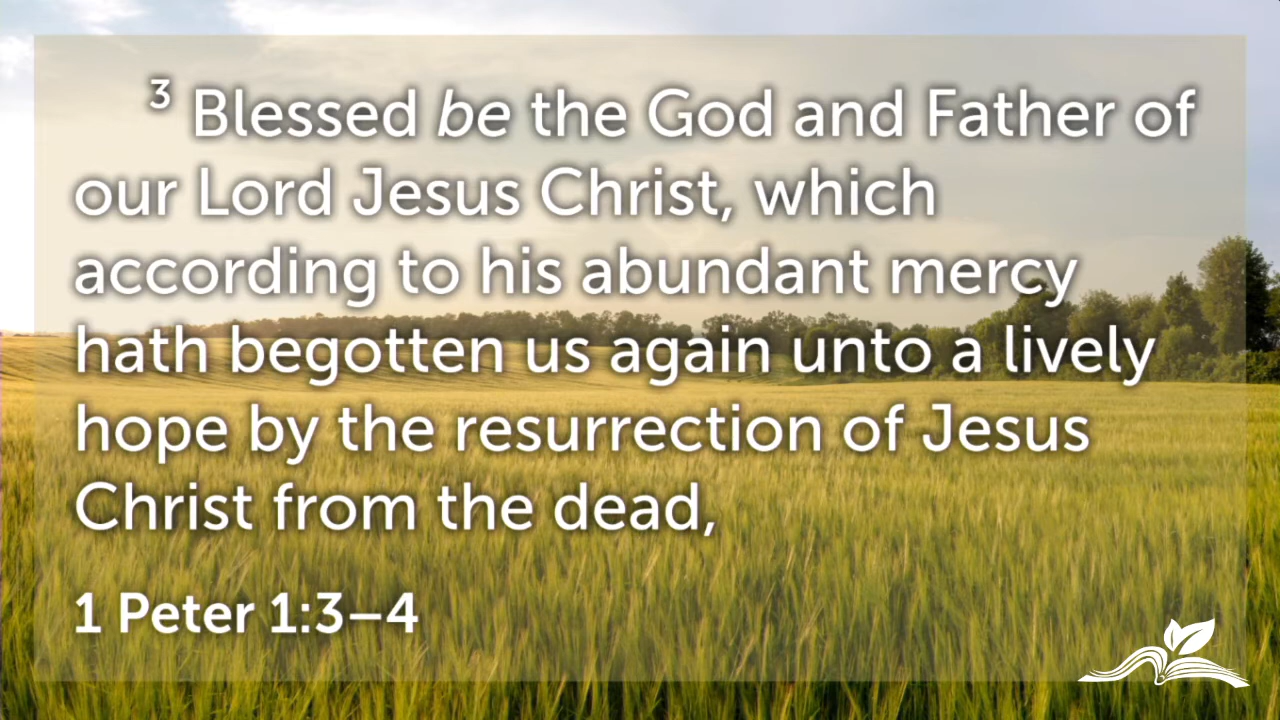 3 Blessed be the God and Father of
our Lord Jesus Christ, which
according to his abundant mercy
hath begotten us again unto a lively
hope by the resurrection of Jesus
Christ from the dead,
1 Peter 1:3–4